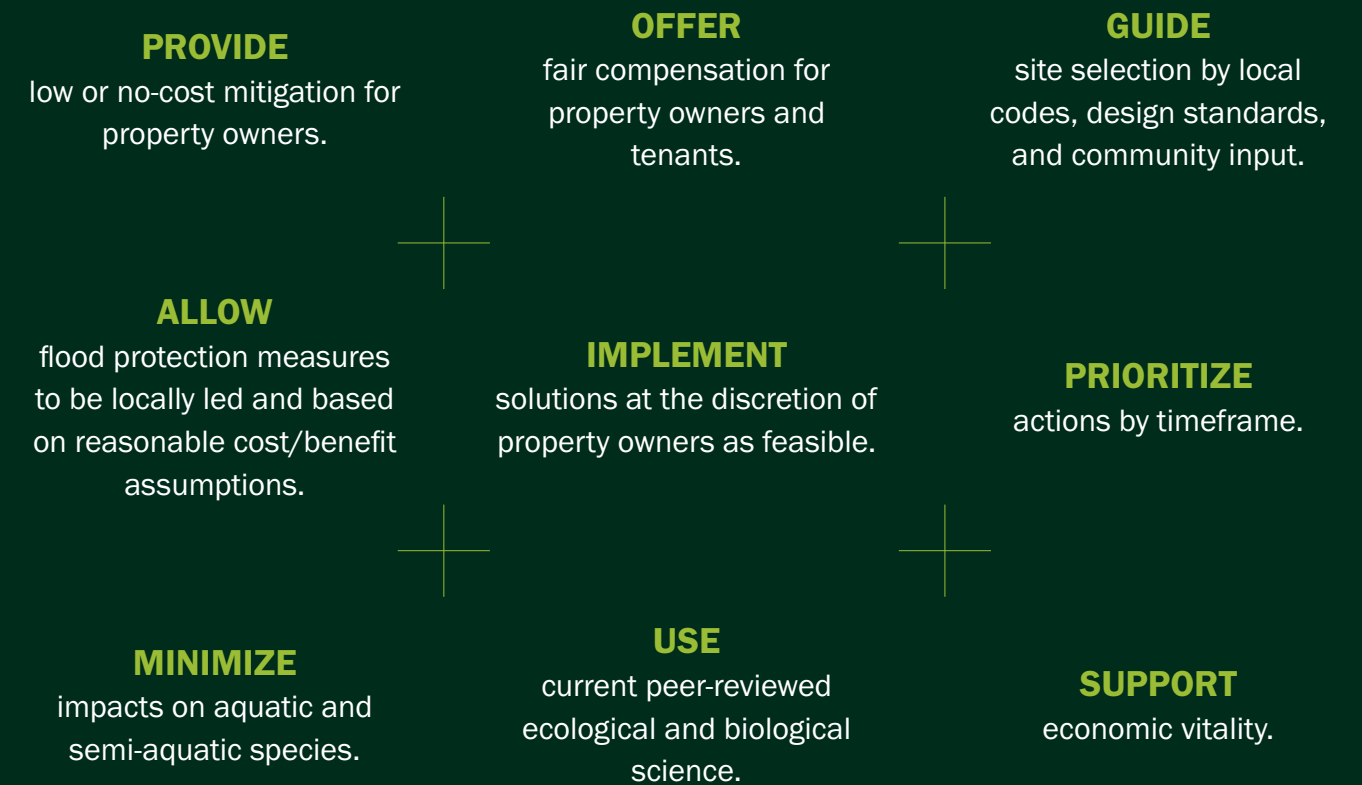 PROVIDE
low or no-cost mitigation for
property owners.
OFFER
fair compensation for
property owners and
tenants.
GUIDE
site selection by local
codes, design standards,
and community input.
ALLOW
flood protection measures
to be locally led and based
on reasonable cost/benefit
assumptions.
IMPLEMENT
solutions at the discretion of
property owners as feasible.
PRIORITIZE
actions by timeframe.
MINIMIZE
impacts on aquatic and
semi-aquatic species.
USE
current peer-reviewed
ecological and biological
science.
SUPPORT
economic vitality.